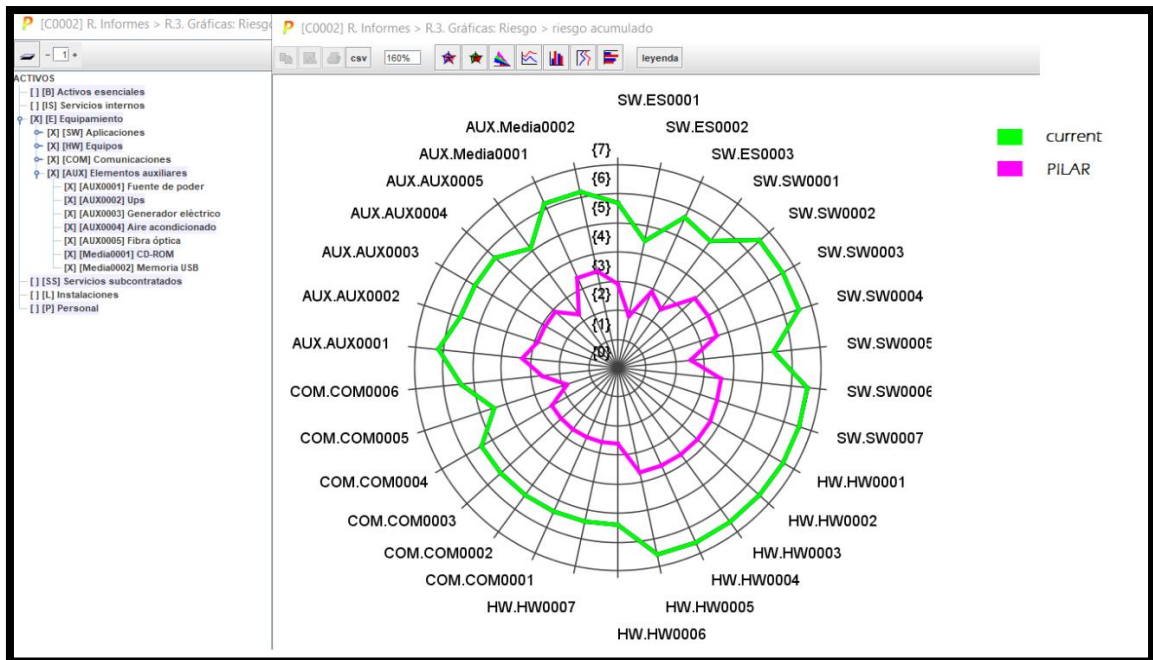 [C0002] R. Informes > R.3. Gráficas: Riesg
- 1 +
ACTIVOS
[ ] [B] Activos esenciales
[ ] [IS] Servicios internos
[X] [E] Equipamiento
[X] [SW] Aplicaciones
[X] [HW] Equipos
[X] [COM] Comunicaciones
[X] [AUX] Elementos auxiliares
[X] [AUX0001] Fuente de poder
[X] [AUX0002] Ups
[X] [AUX0003] Generador eléctrico
[X] [AUX0004] Aire acondicionado
[X] [AUX0005] Fibra óptica
[X] [Media0001] CD-ROM
[X] [Media0002] Memoria USB
[ ] [SS] Servicios subcontratados
[ ] [L] Instalaciones
[ ] [P] Personal
[C0002] R. Informes > R.3. Gráficas: Riesgo > riesgo acumulado
csv 160% leyenda
SW.ES0001
SW.ES0002
SW.ES0003
SW.SW0001
SW.SW0002
SW.SW0003
SW.SW0004
SW.SW0005
SW.SW0006
SW.SW0007
HW.HW0001
HW.HW0002
HW.HW0003
HW.HW0004
HW.HW0005
HW.HW0006
HW.HW0007
COM.COM0001
COM.COM0002
COM.COM0003
COM.COM0004
COM.COM0005
COM.COM0006
AUX.AUX0001
AUX.AUX0002
AUX.AUX0003
AUX.AUX0004
AUX.AUX0005
AUX.Media0001
AUX.Media0002
{7}
{6}
{5}
{4}
{3}
{2}
{1}
{0}
current
PILAR